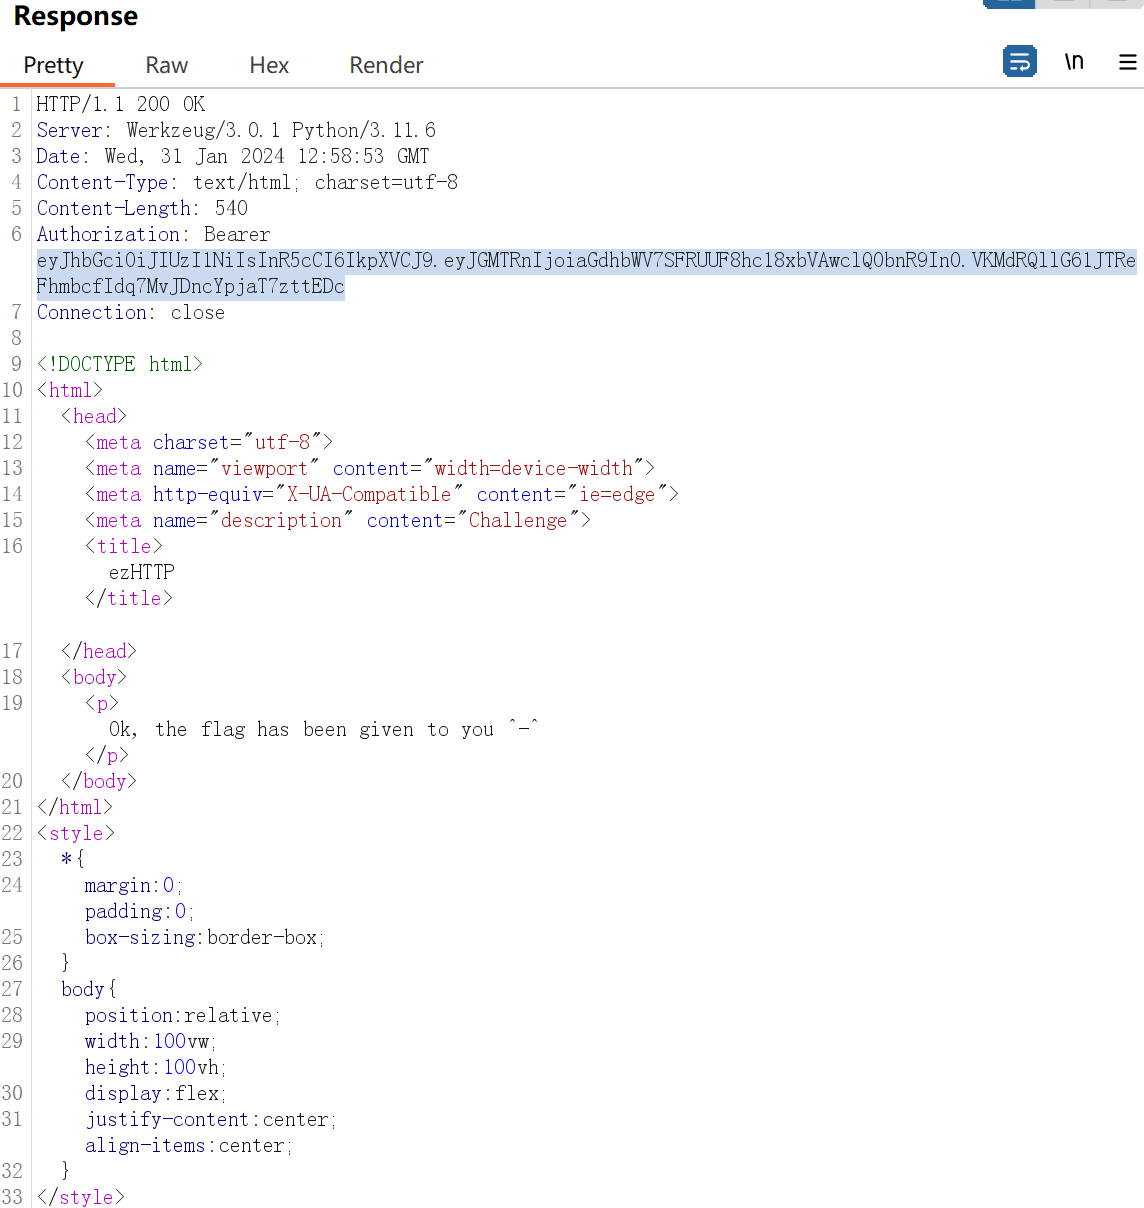 Response
Pretty Raw Hex Render \n
1 HTTP/1.1 200 OK
2 Server: Werkzeug/3.0.1 Python/3.11.6
3 Date: Wed, 31 Jan 2024 12:58:53 GMT
4 Content-Type: text/html; charset=utf-8
5 Content-Length: 540
6 Authorization: Bearer
eyJhbGciOiJIUzI1NiIsInR5cCI6IkpXVCJ9.eyJGMTRnIjoiaGdhbWV7SFRUUF8hc18xbVAwc1Q0bnR9In0.VKMdRQllG61JTRe
FhmbcfIdq7MvJDncYpjaT7zttEDc
7 Connection: close
8
9 <!DOCTYPE html>
10 <html>
11 <head>
12 <meta charset="utf-8">
13 <meta name="viewport" content="width=device-width">
14 <meta http-equiv="X-UA-Compatible" content="ie=edge">
15 <meta name="description" content="Challenge">
16 <title>
ezHTTP
</title>
17 </head>
18 <body>
19 <p>
Ok, the flag has been given to you ^-^
</p>
20 </body>
21 </html>
22 <style>
23 *{
24 margin:0;
padding:0;
25 box-sizing:border-box;
26 }
27 body{
28 position:relative;
29 width:100vw;
height:100vh;
30 display:flex;
31 justify-content:center;
align-items:center;
32 }
33 </style>